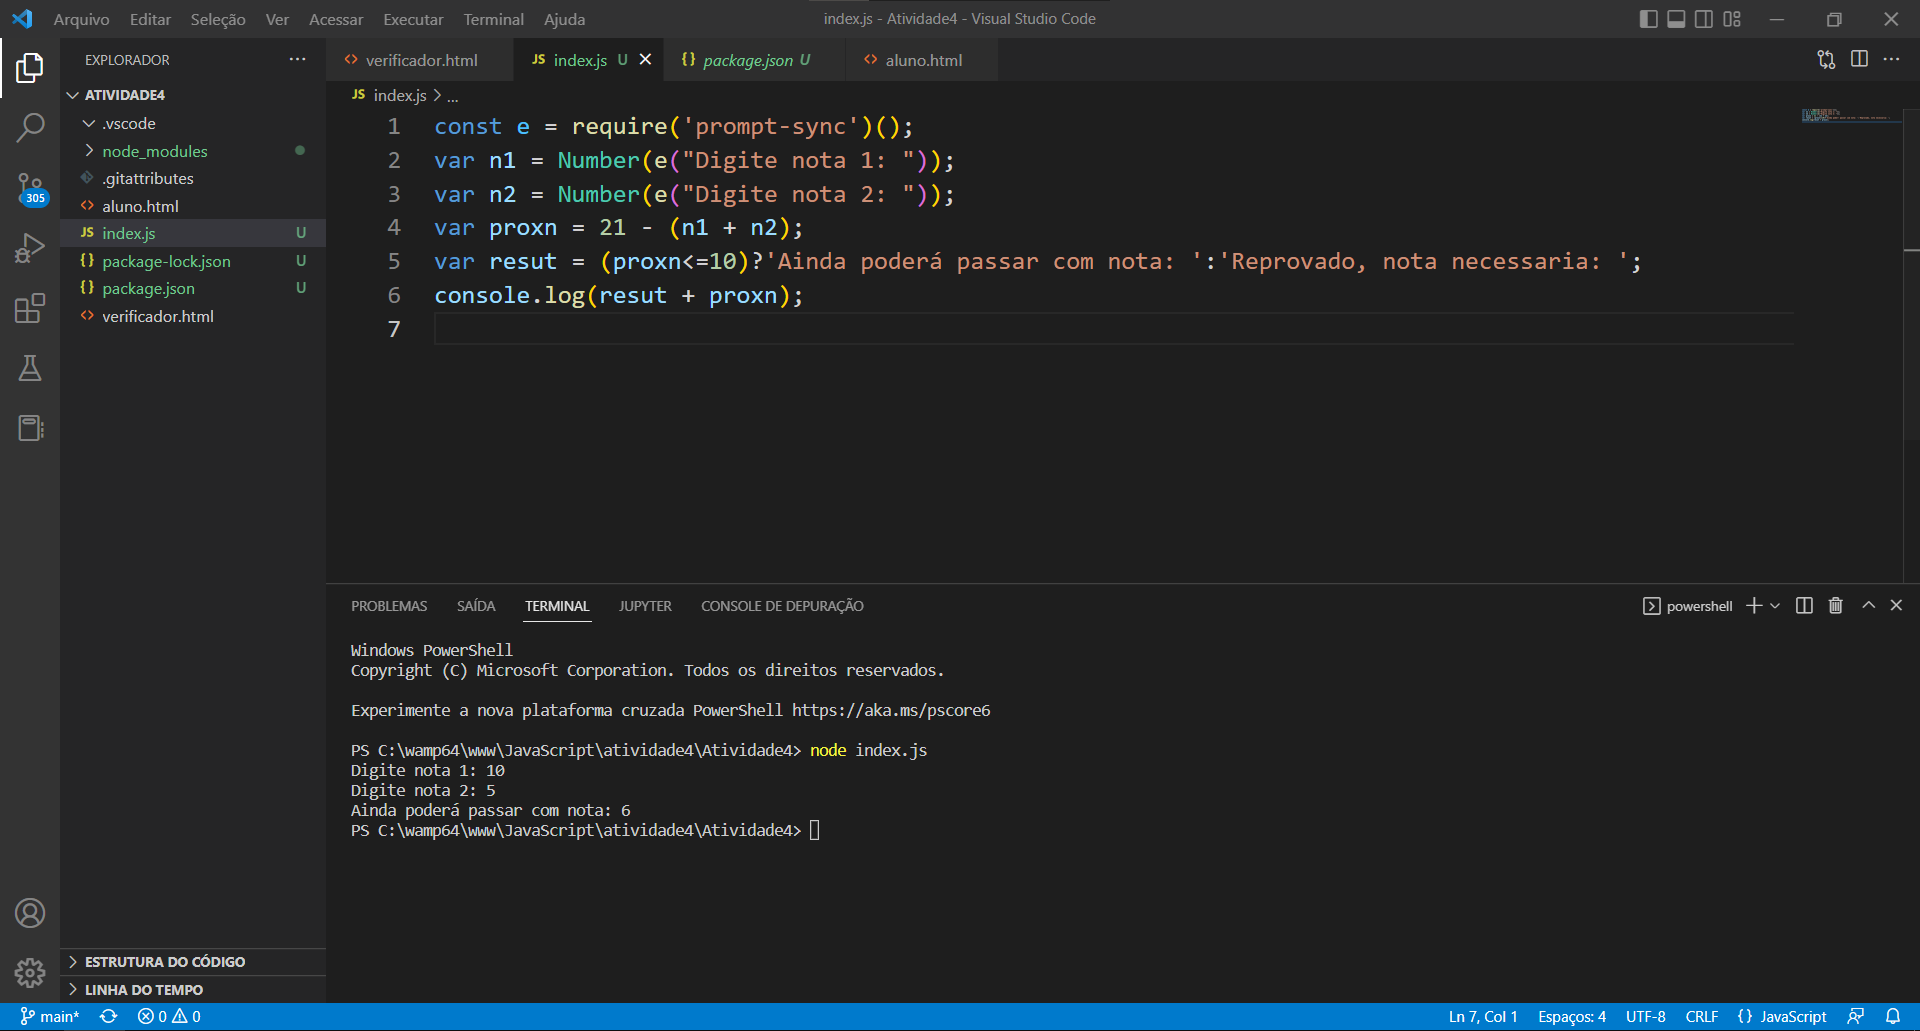 Arquivo Editar Seleção Ver Acessar Executar Terminal Ajuda
index.js - Atividade4 - Visual Studio Code
EXPLORADOR
ATIVIDADE4
.vscode
node_modules
.gitattributes
aluno.html
JS index.js U
{} package-lock.json U
{} package.json U
verificador.html
305
ESTRUTURA DO CÓDIGO
LINHA DO TEMPO
verificador.html JS index.js U {} package.json U aluno.html
JS index.js > ...
1 const e = require('prompt-sync')();
2 var n1 = Number(e("Digite nota 1: "));
3 var n2 = Number(e("Digite nota 2: "));
4 var proxn = 21 - (n1 + n2);
5 var resut = (proxn<=10)?'Ainda poderá passar com nota: ':'Reprovado, nota necessaria: ';
6 console.log(resut + proxn);
7
PROBLEMAS SAÍDA TERMINAL JUPYTER CONSOLE DE DEPURAÇÃO
powershell
Windows PowerShell
Copyright (C) Microsoft Corporation. Todos os direitos reservados.
Experimente a nova plataforma cruzada PowerShell https://aka.ms/pscore6
PS C:\wamp64\www\JavaScript\atividade4\Atividade4> node index.js
Digite nota 1: 10
Digite nota 2: 5
Ainda poderá passar com nota: 6
PS C:\wamp64\www\JavaScript\atividade4\Atividade4>
main* 0 0
Ln 7, Col 1 Espaços: 4 UTF-8 CRLF {} JavaScript